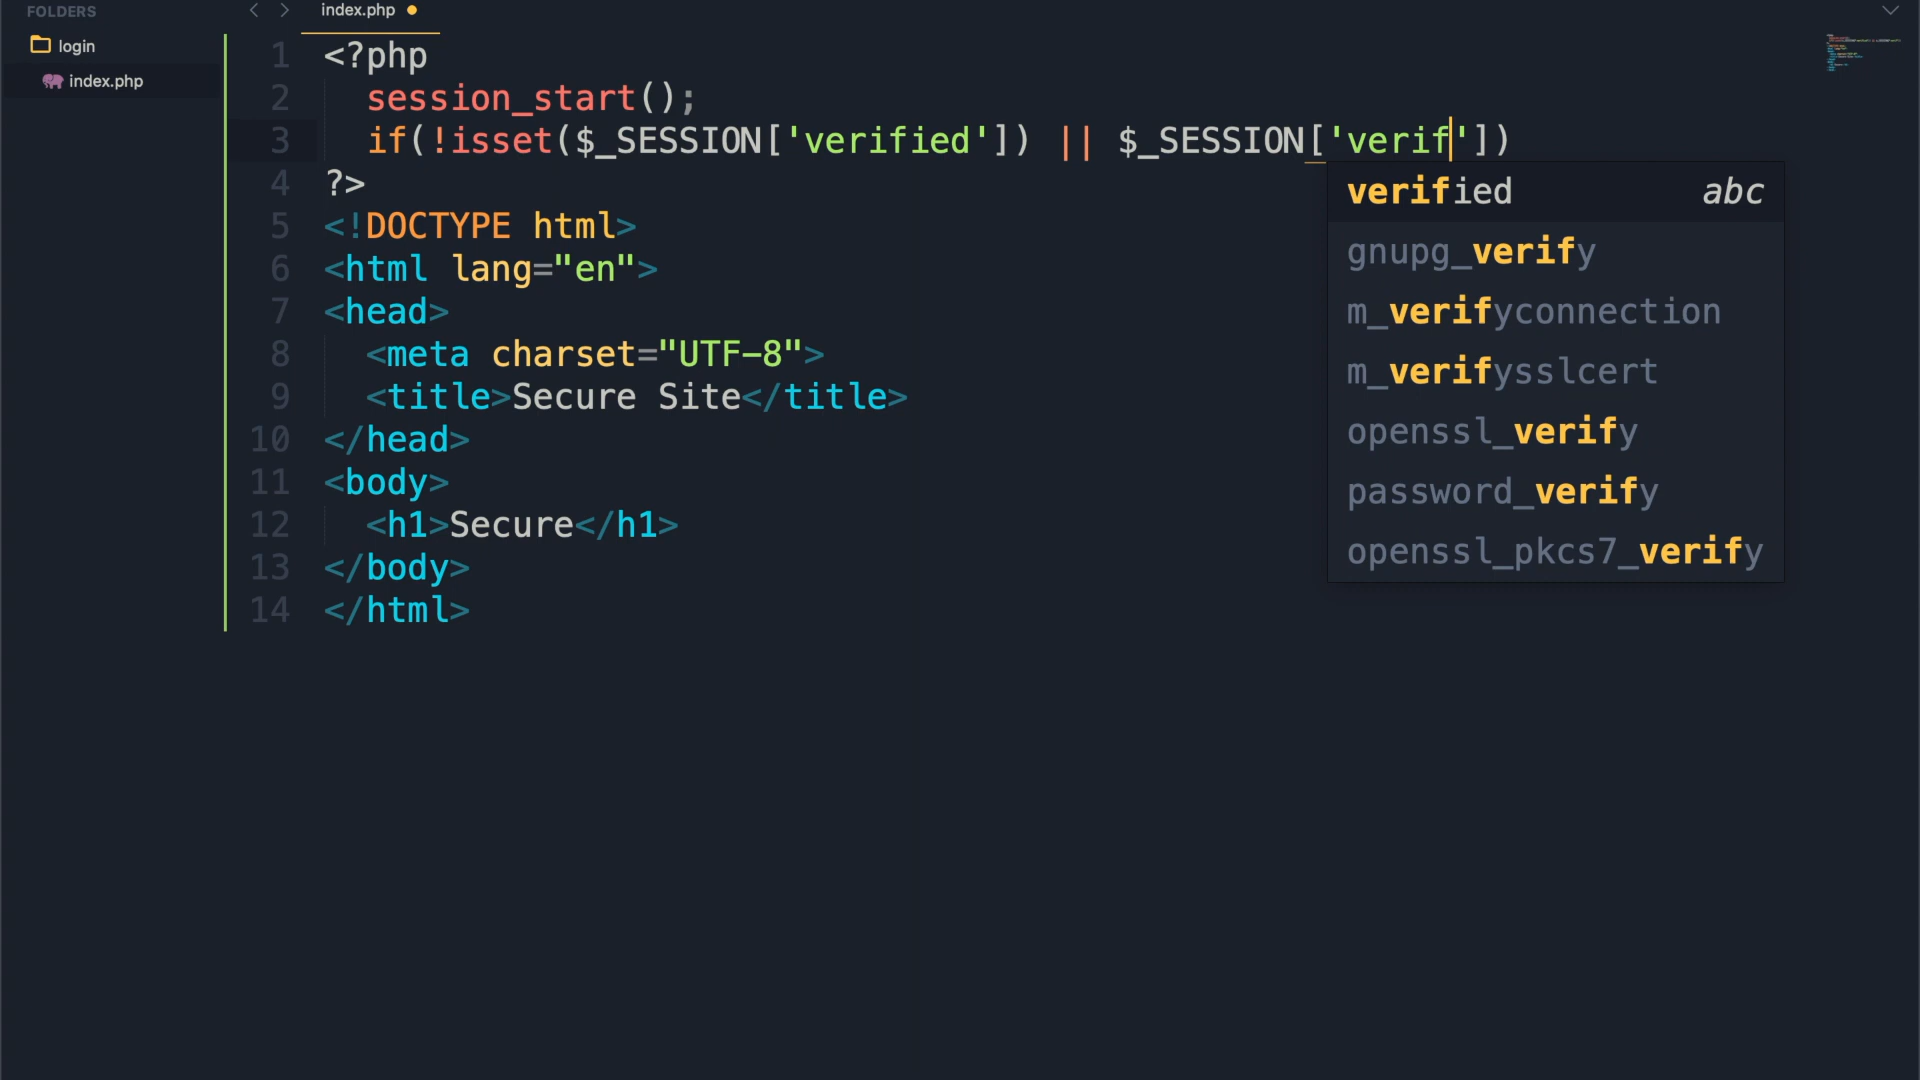 FOLDERS
login
index.php
index.php
1 <?php
2 session_start();
3 if(!isset($_SESSION['verified']) || $_SESSION['verif'])
4 ?>
5 <!DOCTYPE html>
6 <html lang="en">
7 <head>
8 <meta charset="UTF-8">
9 <title>Secure Site</title>
10 </head>
11 <body>
12 <h1>Secure</h1>
13 </body>
14 </html>
verified abc
gnupg_verify
m_verifyconnection
m_verifysslcert
openssl_verify
password_verify
openssl_pkcs7_verify